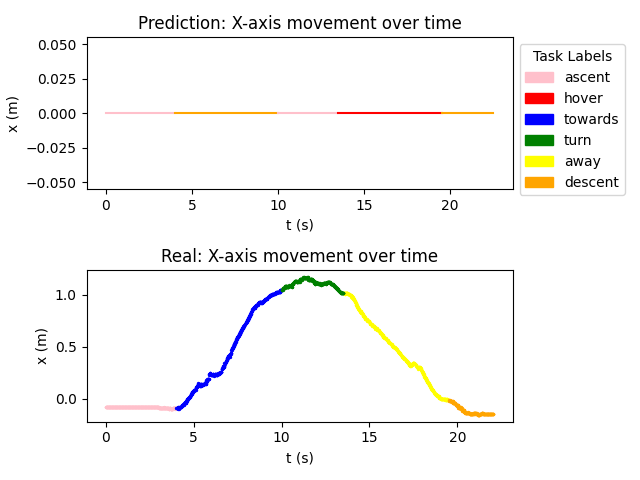 Prediction: X-axis movement over time
0.050
0.025
0.000
−0.025
−0.050
x (m)
0 5 10 15 20
t (s)
Task Labels
ascent
hover
towards
turn
away
descent
Real: X-axis movement over time
1.0
0.5
0.0
x (m)
0 5 10 15 20
t (s)